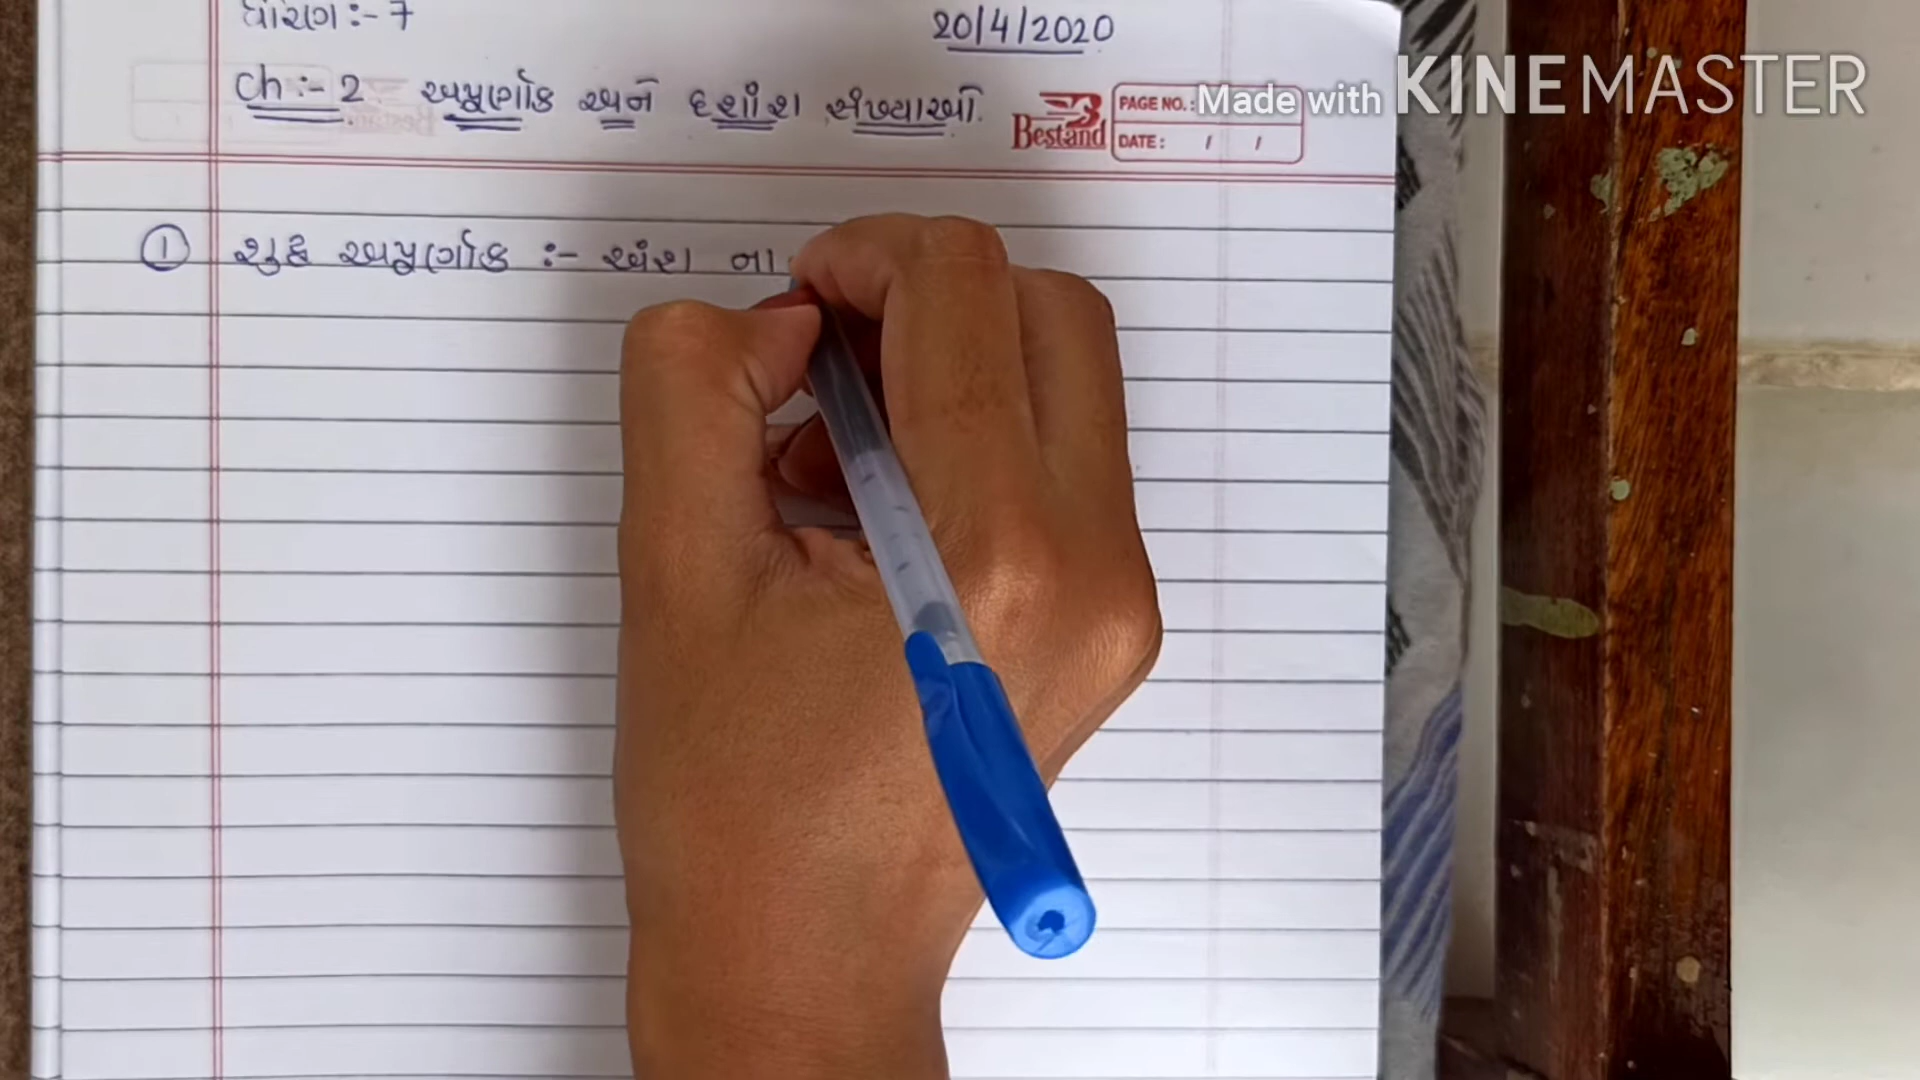 ધોરણ :- 7
20/4/2020
Ch :- 2 અપૂર્ણાંક અને દશાંશ સંખ્યાઓ.
Bestand
PAGE NO. :
DATE: / /
Made with KINEMASTER
① શુદ્ધ અપૂર્ણાંક :- અંશ ના